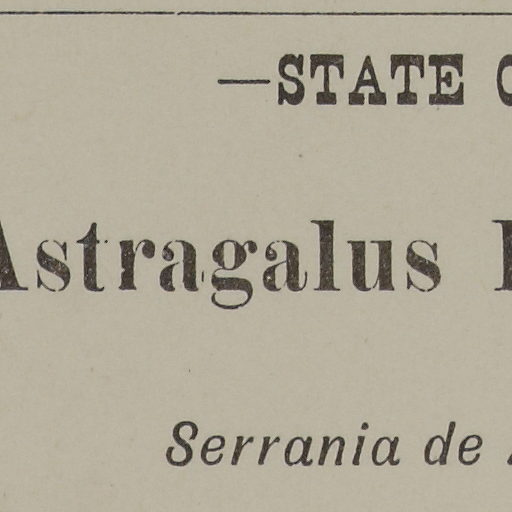 —STATE
Astragalus
Serrania de